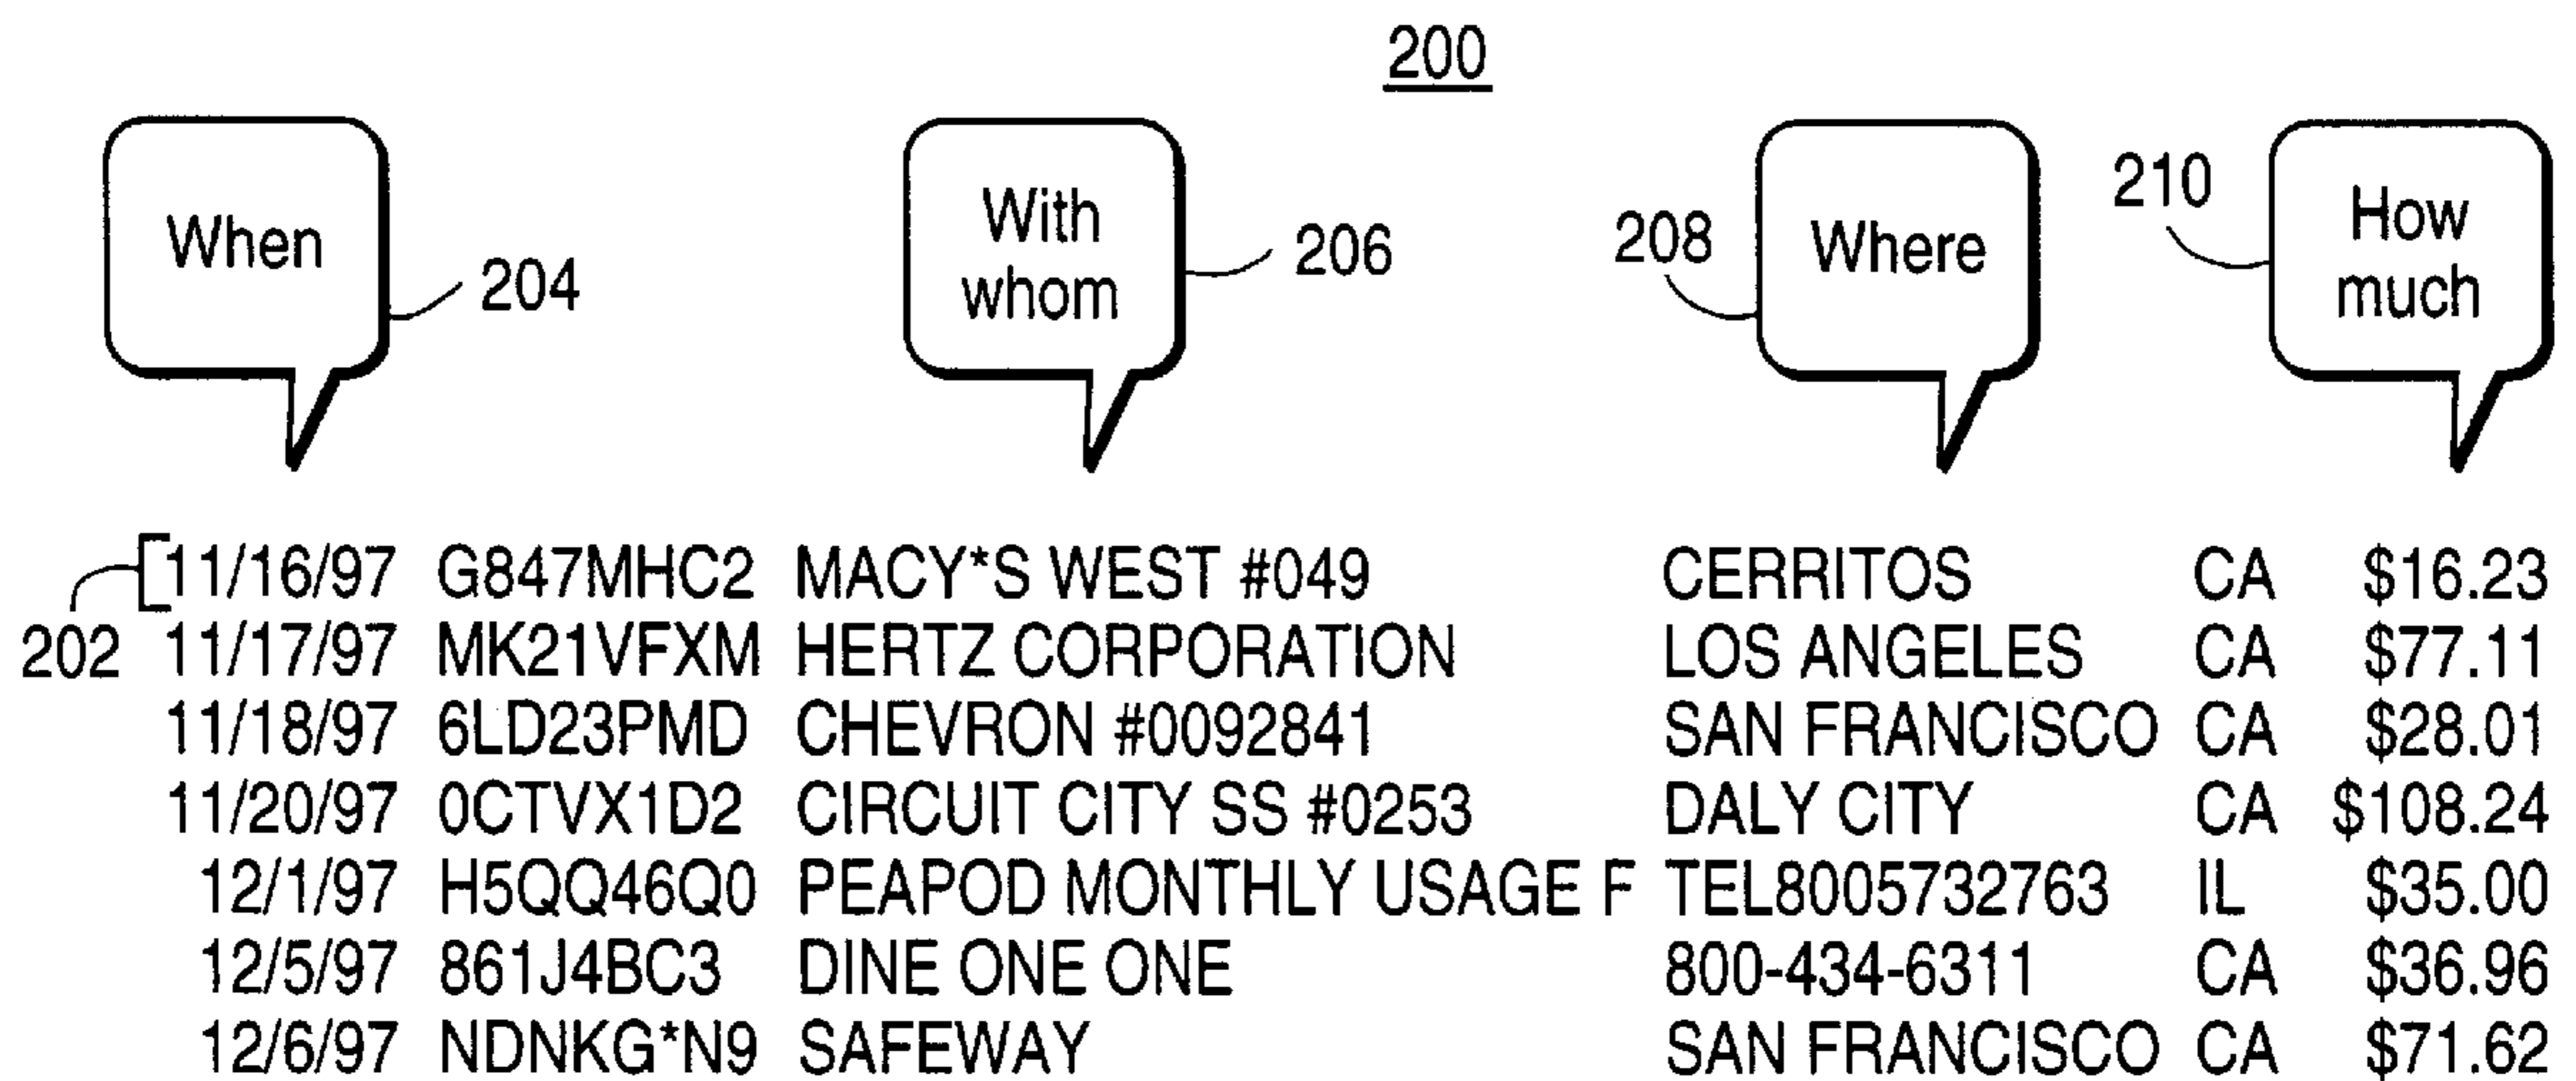 200
When
204
With
whom
206
208
Where
210
How
much
202
11/16/97 G847MHC2 MACY*S WEST #049 CERRITOS CA $16.23
11/17/97 MK21VFXM HERTZ CORPORATION LOS ANGELES CA $77.11
11/18/97 6LD23PMD CHEVRON #0092841 SAN FRANCISCO CA $28.01
11/20/97 0CTVX1D2 CIRCUIT CITY SS #0253 DALY CITY CA $108.24
12/1/97 H5QQ46Q0 PEAPOD MONTHLY USAGE F TEL8005732763 IL $35.00
12/5/97 861J4BC3 DINE ONE ONE 800-434-6311 CA $36.96
12/6/97 NDNKG*N9 SAFEWAY SAN FRANCISCO CA $71.62